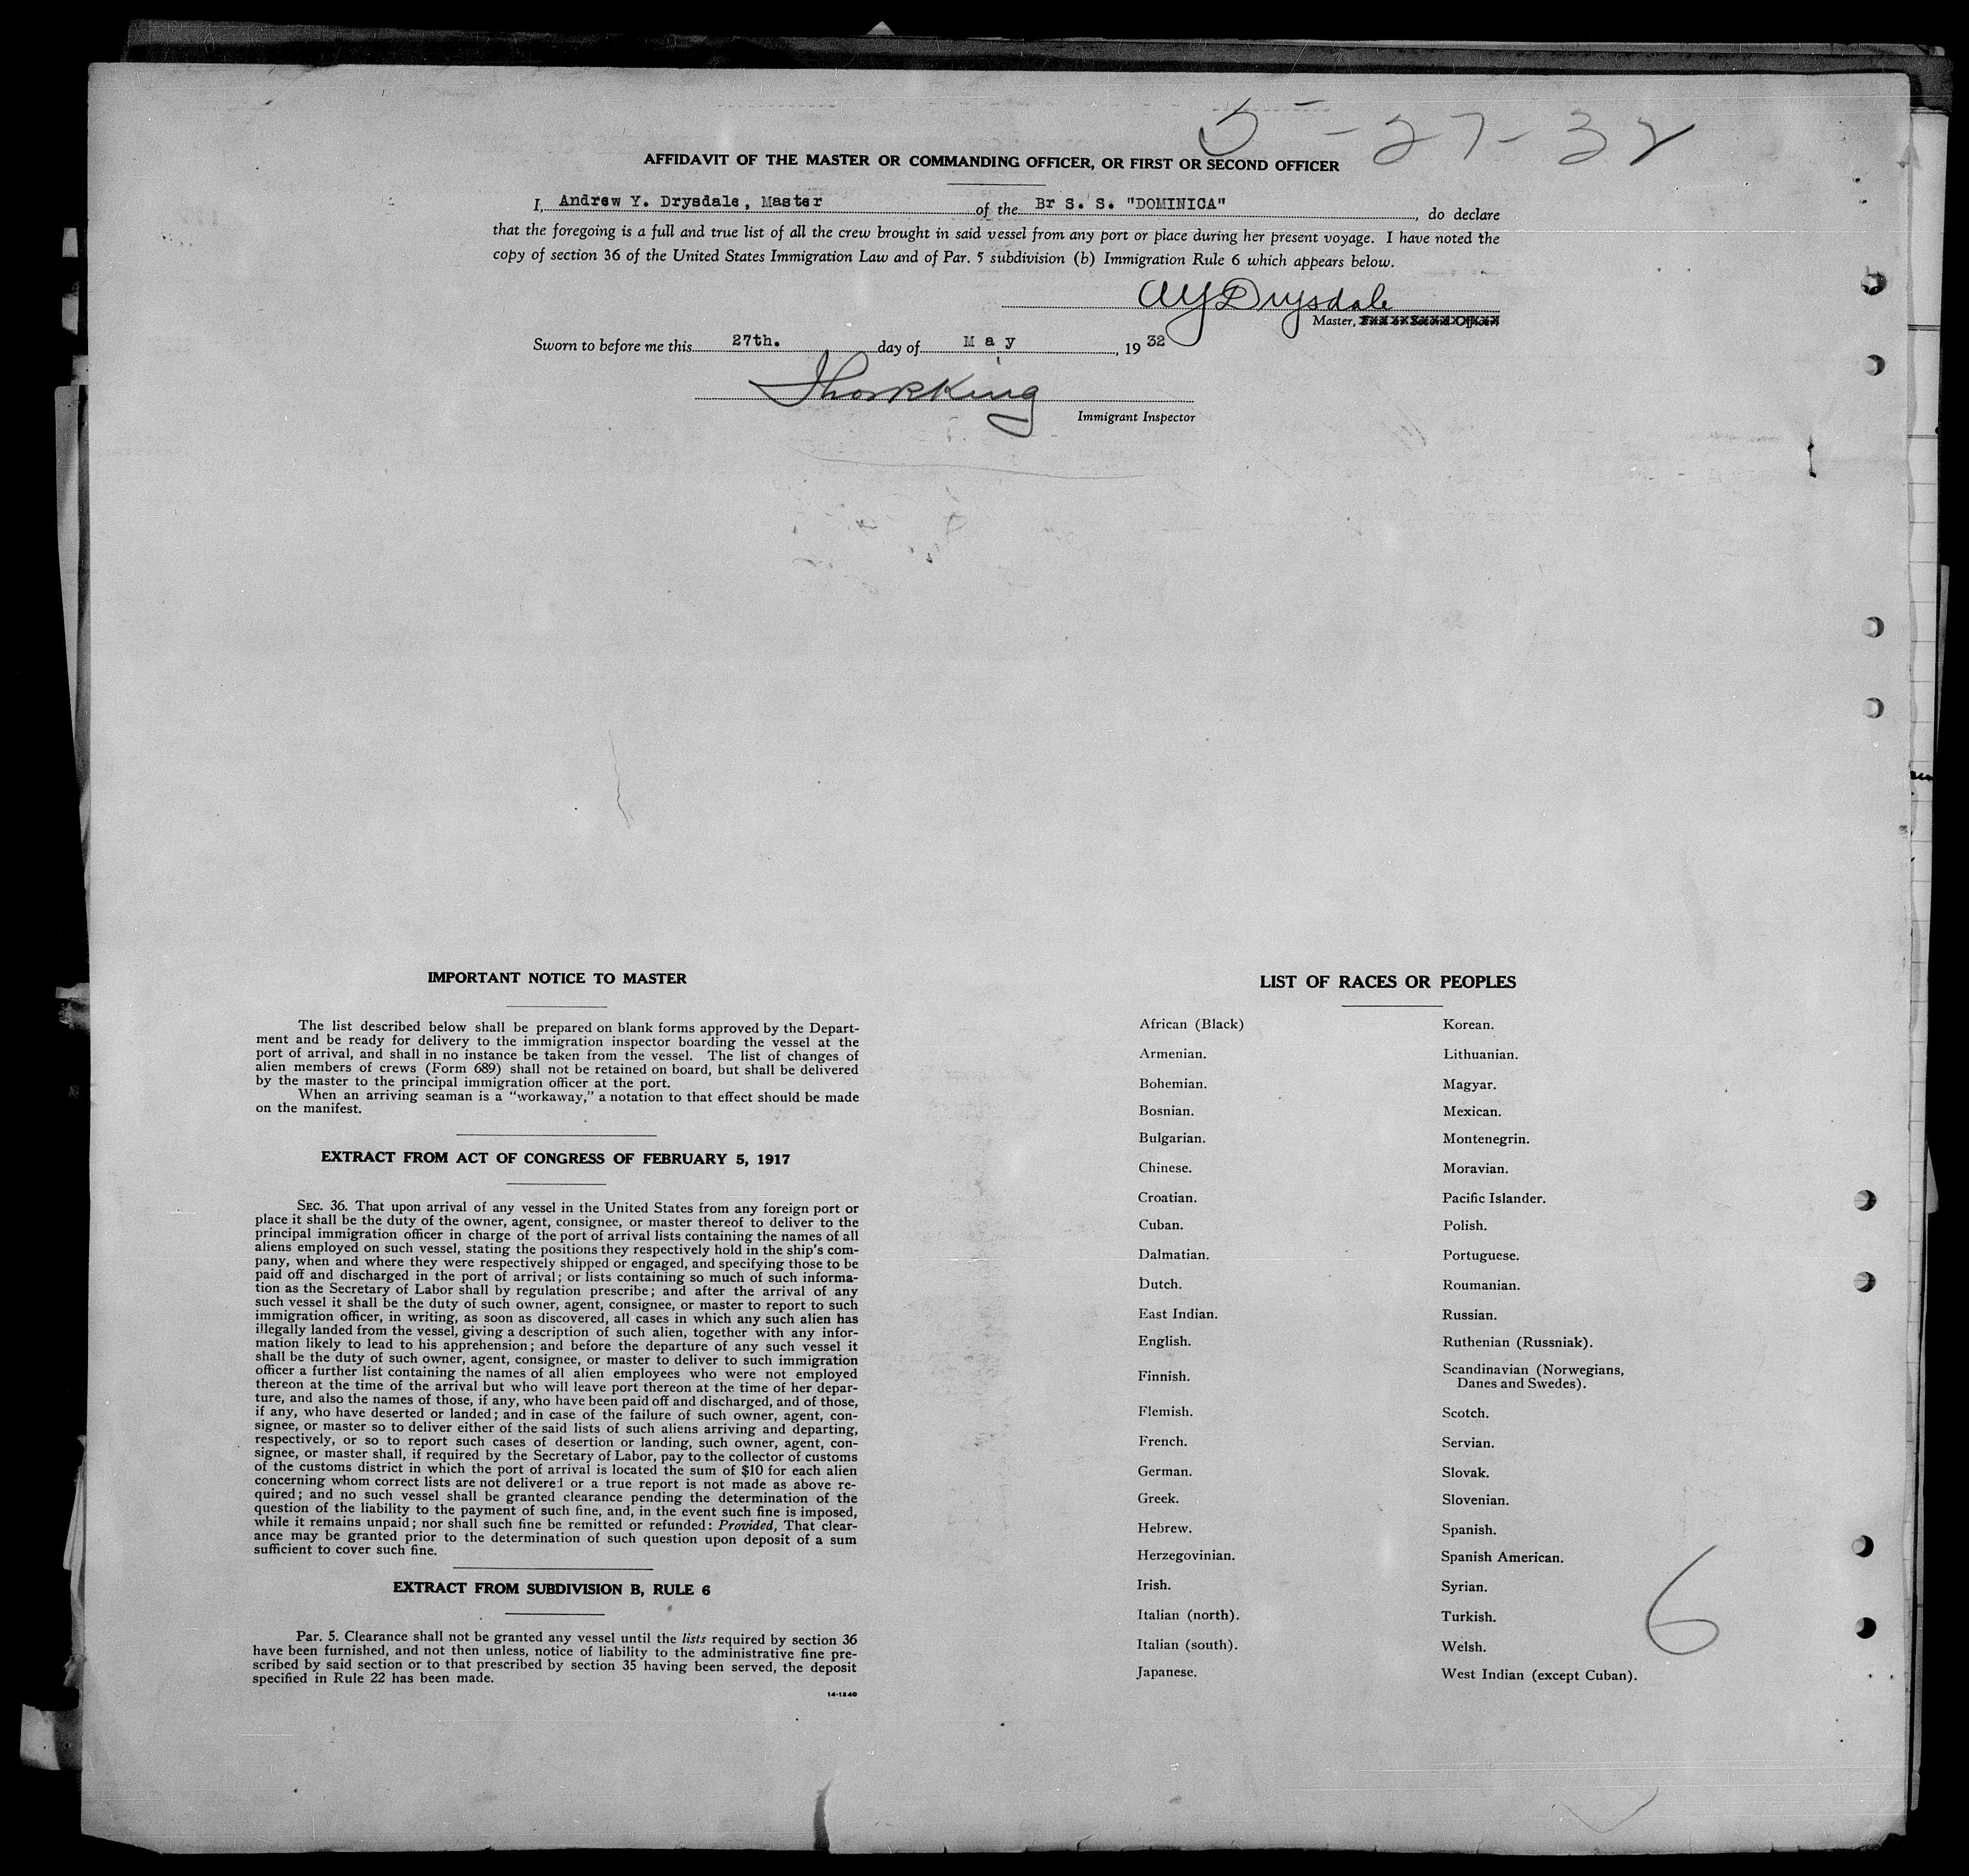 5-27-32
AFFIDAVIT OF THE MASTER OR COMMANDING OFFICER, OR FIRST OR SECOND OFFICER
I, Andrew Y. Drysdale, Master of the Br S. S. "DOMINICA", do declare
that the foregoing is a full and true list of all the crew brought in said vessel from any port or place during her present voyage. I have noted the
copy of section 36 of the United States Immigration Law and of Par. 5 subdivision (b) Immigration Rule 6 which appears below.
AY Drysdale
Master, First or Second Officer.
Sworn to before me this 27th. day of May, 19 32
King
Immigrant Inspector
IMPORTANT NOTICE TO MASTER
The list described below shall be prepared on blank forms approved by the Depart-
ment and be ready for delivery to the immigration inspector boarding the vessel at the
port of arrival, and shall in no instance be taken from the vessel. The list of changes of
alien members of crews (Form 689) shall not be retained on board, but shall be delivered
by the master to the principal immigration officer at the port.
When an arriving seaman is a "workaway," a notation to that effect should be made
on the manifest.
EXTRACT FROM ACT OF CONGRESS OF FEBRUARY 5, 1917
SEC. 36. That upon arrival of any vessel in the United States from any foreign port or
place it shall be the duty of the owner, agent, consignee, or master thereof to deliver to the
principal immigration officer in charge of the port of arrival lists containing the names of all
aliens employed on such vessel, stating the positions they respectively hold in the ship's com-
pany, when and where they were respectively shipped or engaged, and specifying those to be
paid off and discharged in the port of arrival; or lists containing so much of such informa-
tion as the Secretary of Labor shall by regulation prescribe; and after the arrival of any
such vessel it shall be the duty of such owner, agent, consignee, or master to report to such
immigration officer, in writing, as soon as discovered, all cases in which any such alien has
illegally landed from the vessel, giving a description of such alien, together with any infor-
mation likely to lead to his apprehension; and before the departure of any such vessel it
shall be the duty of such owner, agent, consignee, or master to deliver to such immigration
officer a further list containing the names of all alien employees who were not employed
thereon at the time of the arrival but who will leave port thereon at the time of her depar-
ture, and also the names of those, if any, who have been paid off and discharged, and of those,
if any, who have deserted or landed; and in case of the failure of such owner, agent, con-
signee, or master so to deliver either of the said lists of such aliens arriving and departing,
respectively, or so to report such cases of desertion or landing, such owner, agent, con-
signee, or master shall, if required by the Secretary of Labor, pay to the collector of customs
of the customs district in which the port of arrival is located the sum of $10 for each alien
concerning whom correct lists are not delivered or a true report is not made as above re-
quired; and no such vessel shall be granted clearance pending the determination of the
question of the liability to the payment of such fine, and, in the event such fine is imposed,
while it remains unpaid; nor shall such fine be remitted or refunded: Provided, That clear-
ance may be granted prior to the determination of such question upon deposit of a sum
sufficient to cover such fine.
EXTRACT FROM SUBDIVISION B, RULE 6
Par. 5. Clearance shall not be granted any vessel until the lists required by section 36
have been furnished, and not then unless, notice of liability to the administrative fine pre-
scribed by said section or to that prescribed by section 35 having been served, the deposit
specified in Rule 22 has been made.
14-1240
LIST OF RACES OR PEOPLES
African (Black)
Armenian.
Bohemian.
Bosnian.
Bulgarian.
Chinese.
Croatian.
Cuban.
Dalmatian.
Dutch.
East Indian.
English.
Finnish.
Flemish.
French.
German.
Greek.
Hebrew.
Herzegovinian.
Irish.
Italian (north).
Italian (south).
Japanese.
Korean.
Lithuanian.
Magyar.
Mexican.
Montenegrin.
Moravian.
Pacific Islander.
Polish.
Portuguese.
Roumanian.
Russian.
Ruthenian (Russniak).
Scandinavian (Norwegians,
Danes and Swedes).
Scotch.
Servian.
Slovak.
Slovenian.
Spanish.
Spanish American.
Syrian.
Turkish.
Welsh.
West Indian (except Cuban).
6